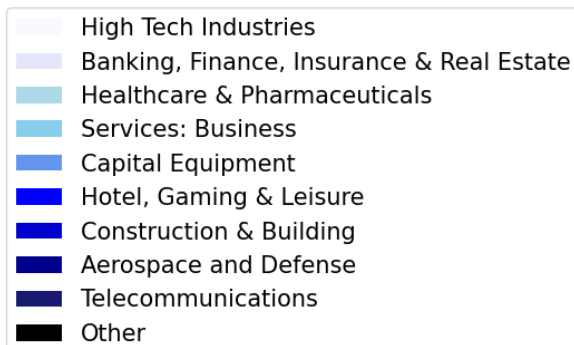 High Tech Industries
Banking, Finance, Insurance & Real Estate
Healthcare & Pharmaceuticals
Services: Business
Capital Equipment
Hotel, Gaming & Leisure
Construction & Building
Aerospace and Defense
Telecommunications
Other